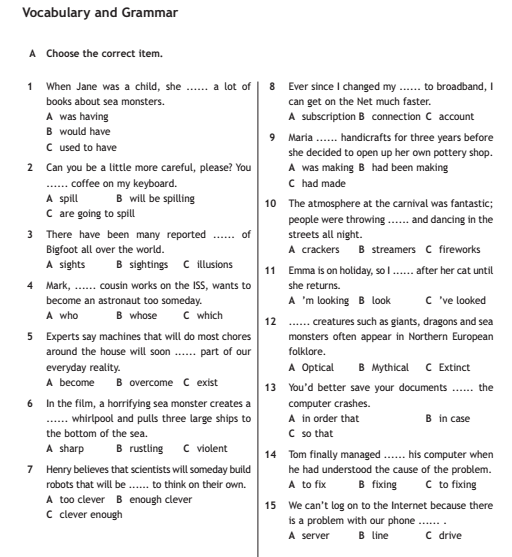 Vocabulary and Grammar
A Choose the correct item.
1 When Jane was a child, she ...... a lot of
books about sea monsters.
A was having
B would have
C used to have
2 Can you be a little more careful, please? You
...... coffee on my keyboard.
A spill B will be spilling
C are going to spill
3 There have been many reported ...... of
Bigfoot all over the world.
A sights B sightings C illusions
4 Mark, ...... cousin works on the ISS, wants to
become an astronaut too someday.
A who B whose C which
5 Experts say machines that will do most chores
around the house will soon ...... part of our
everyday reality.
A become B overcome C exist
6 In the film, a horrifying sea monster creates a
...... whirlpool and pulls three large ships to
the bottom of the sea.
A sharp B rustling C violent
7 Henry believes that scientists will someday build
robots that will be ...... to think on their own.
A too clever B enough clever
C clever enough
8 Ever since I changed my ...... to broadband, I
can get on the Net much faster.
A subscription B connection C account
9 Maria ...... handicrafts for three years before
she decided to open up her own pottery shop.
A was making B had been making
C had made
10 The atmosphere at the carnival was fantastic;
people were throwing ...... and dancing in the
streets all night.
A crackers B streamers C fireworks
11 Emma is on holiday, so I ...... after her cat until
she returns.
A 'm looking B look C 've looked
12 ...... creatures such as giants, dragons and sea
monsters often appear in Northern European
folklore.
A Optical B Mythical C Extinct
13 You'd better save your documents ...... the
computer crashes.
A in order that B in case
C so that
14 Tom finally managed ...... his computer when
he had understood the cause of the problem.
A to fix B fixing C to fixing
15 We can't log on to the Internet because there
is a problem with our phone ...... .
A server B line C drive